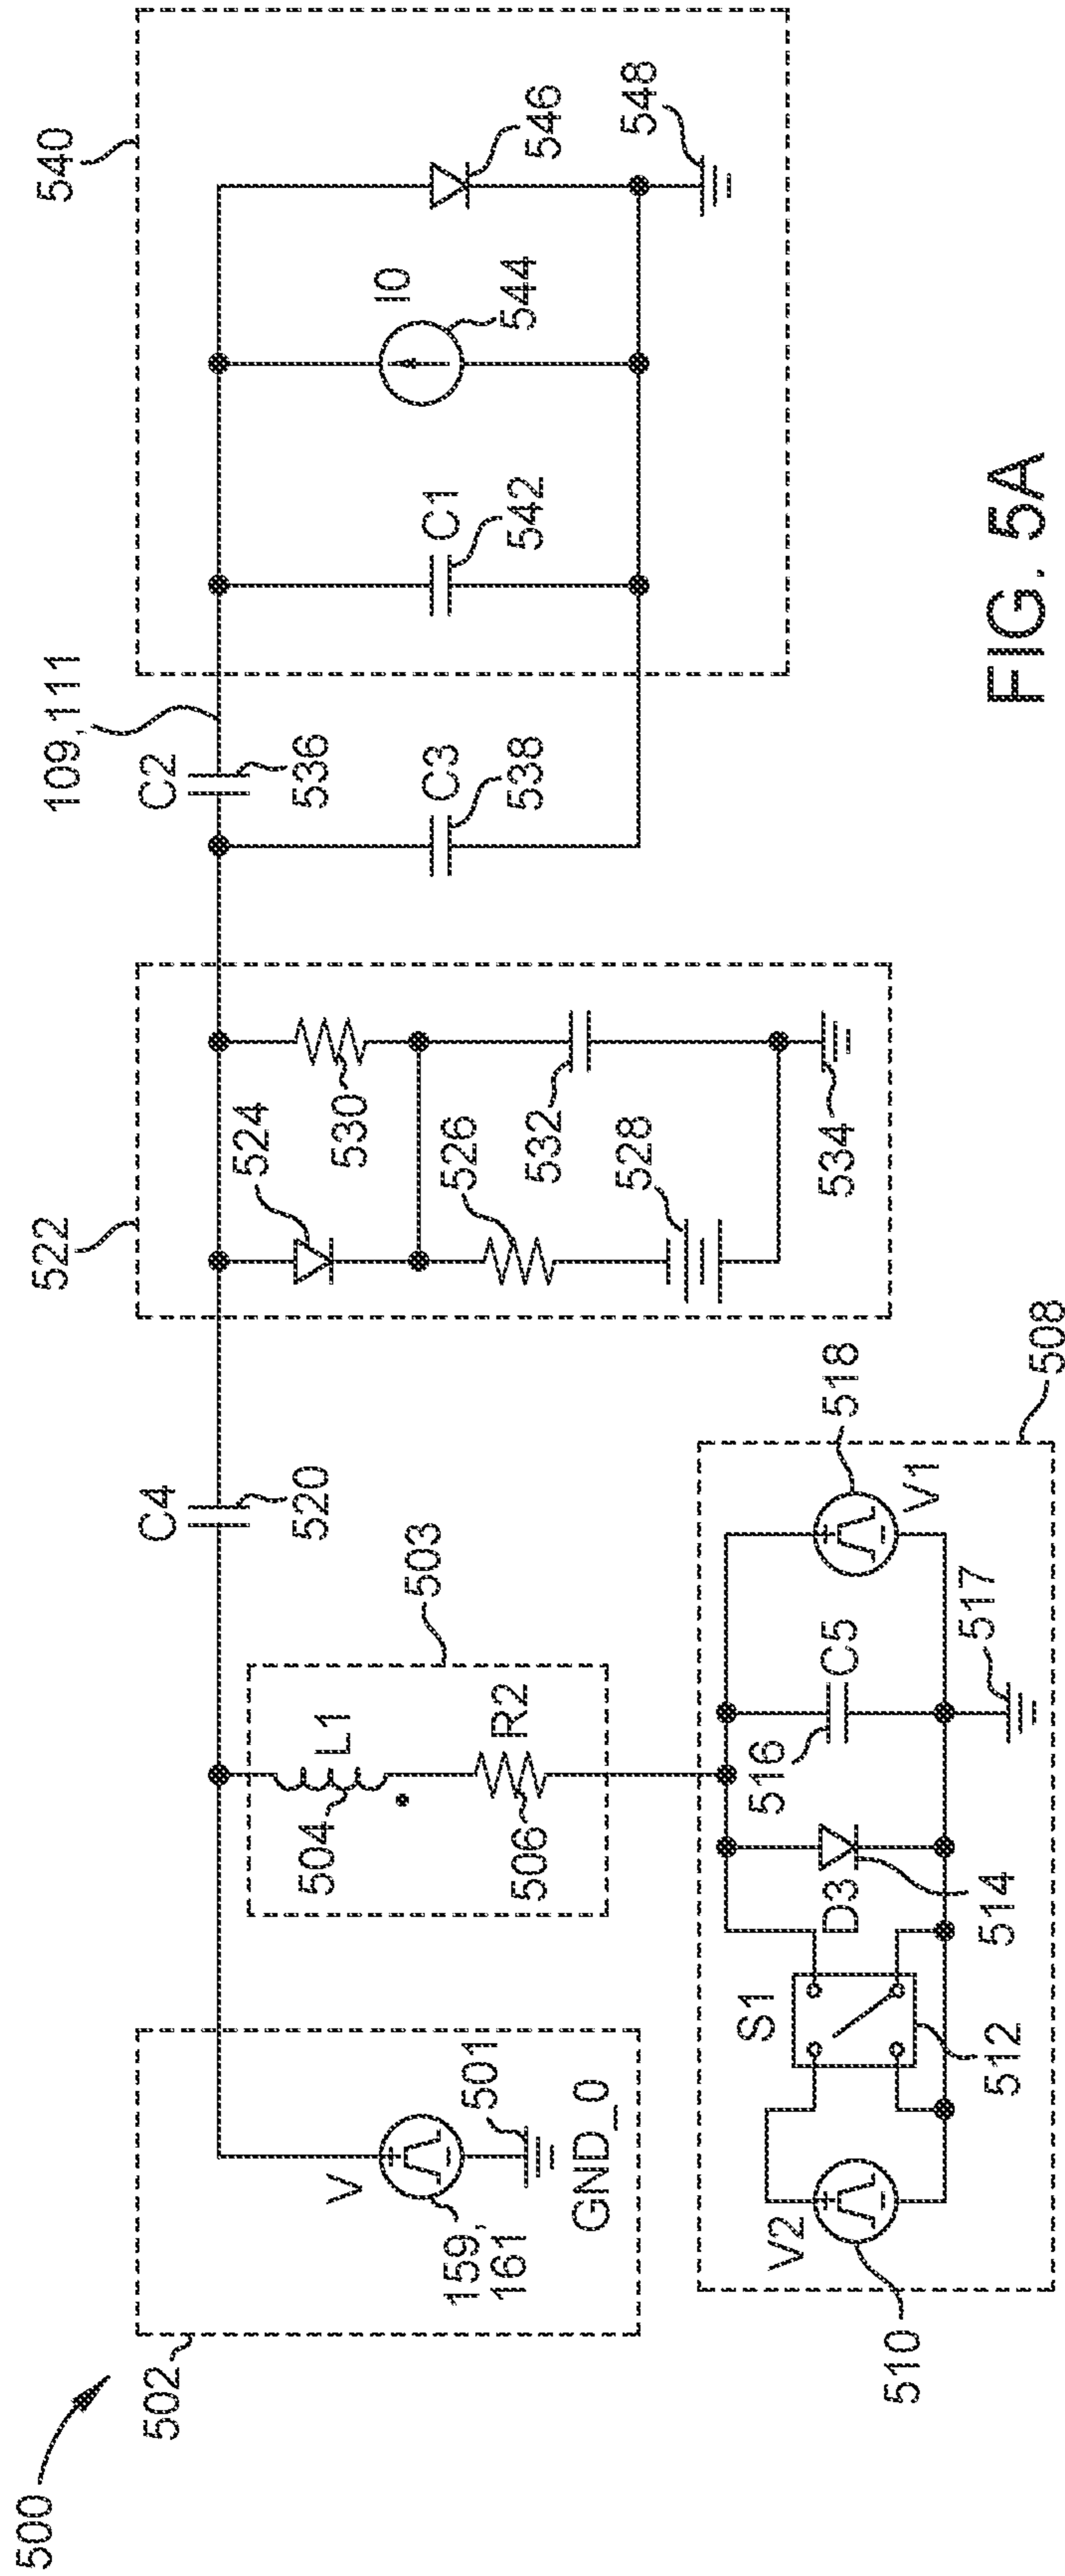 500
502
V
159,
161
501
GND_0
503
L1
504
R2
506
C4
520
522
524
530
526
532
528
534
109,111
C2
536
C3
538
540
C1
542
I0
544
546
548
508
V2
510
S1
512
D3
514
516
C5
517
V1
518
FIG. 5A